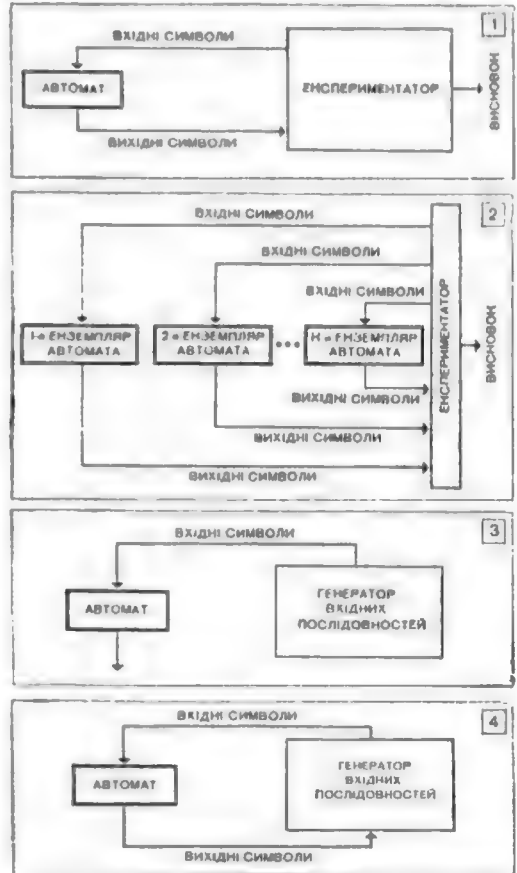 1
ВХІДНІ СИМВОЛИ
АВТОМАТ
ЕКСПЕРИМЕНТАТОР
ВИСНОВОК
ВИХІДНІ СИМВОЛИ
2
ВХІДНІ СИМВОЛИ
ВХІДНІ СИМВОЛИ
ВХІДНІ СИМВОЛИ
1-й ЕКЗЕМПЛЯР
АВТОМАТА
2-й ЕКЗЕМПЛЯР
АВТОМАТА
...
К-й ЕКЗЕМПЛЯР
АВТОМАТА
ЕКСПЕРИМЕНТАТОР
ВИСНОВОК
ВИХІДНІ СИМВОЛИ
ВИХІДНІ СИМВОЛИ
ВИХІДНІ СИМВОЛИ
3
ВХІДНІ СИМВОЛИ
АВТОМАТ
ГЕНЕРАТОР
ВХІДНИХ
ПОСЛІДОВНОСТЕЙ
4
ВХІДНІ СИМВОЛИ
АВТОМАТ
ГЕНЕРАТОР
ВХІДНИХ
ПОСЛІДОВНОСТЕЙ
ВИХІДНІ СИМВОЛИ